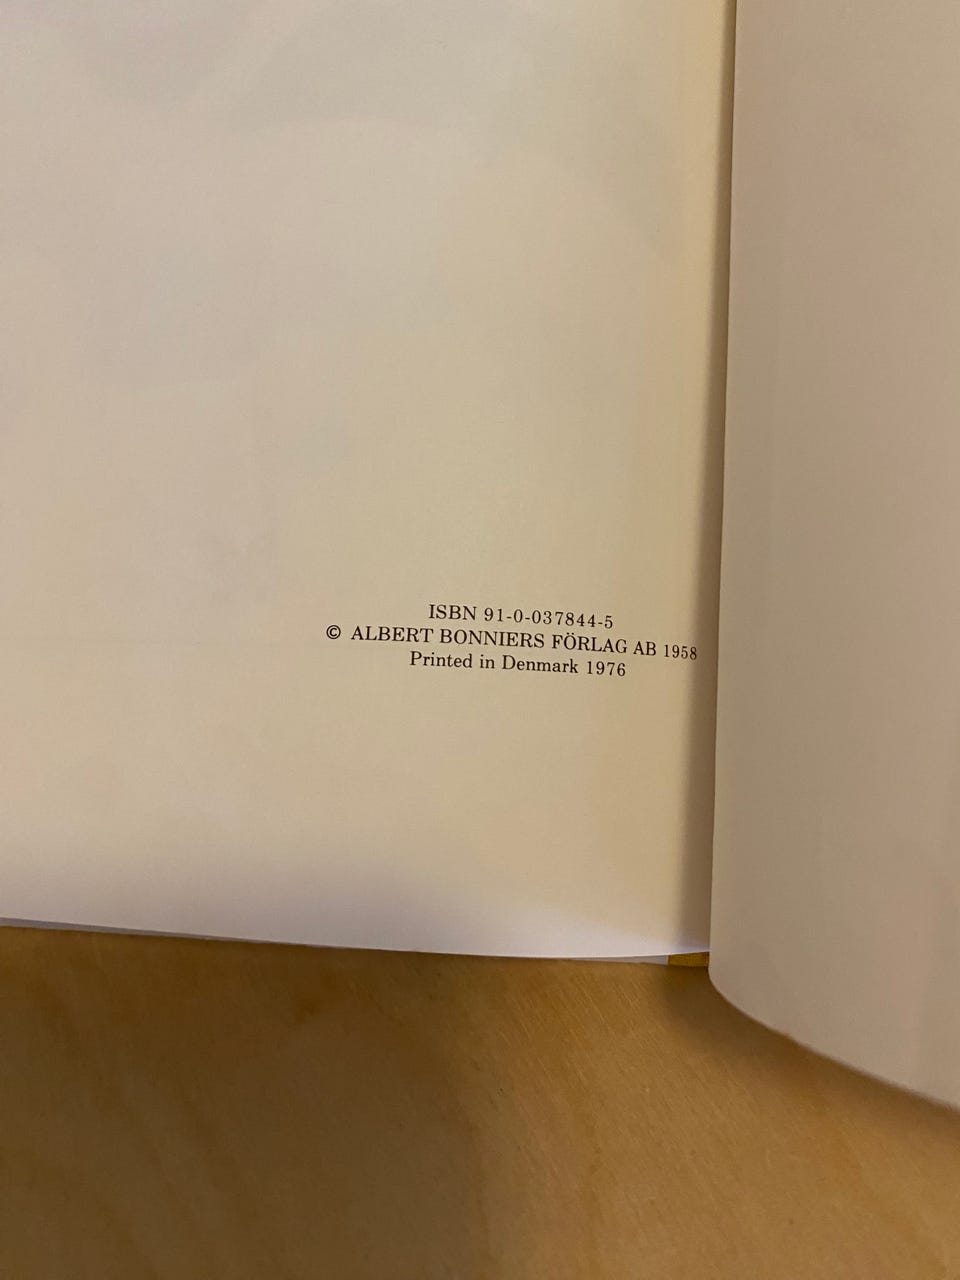 ISBN 91-0-037844-5
© ALBERT BONNIERS FÖRLAG AB 1958
Printed in Denmark 1976